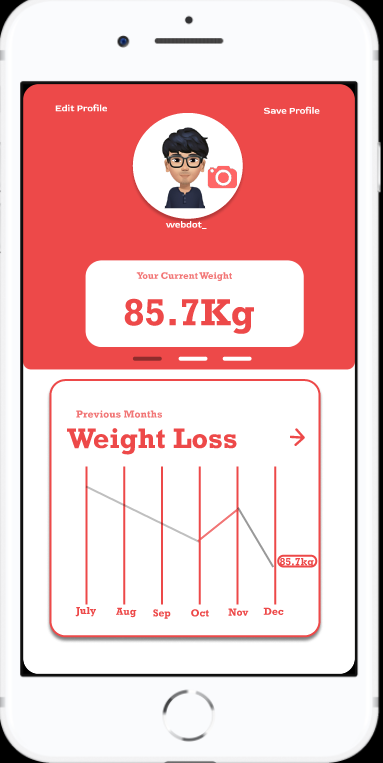 Edit Profile
Save Profile
webdot_
Your Current Weight
85.7Kg
Previous Months
Weight Loss
85.7kg
July Aug Sep Oct Nov Dec